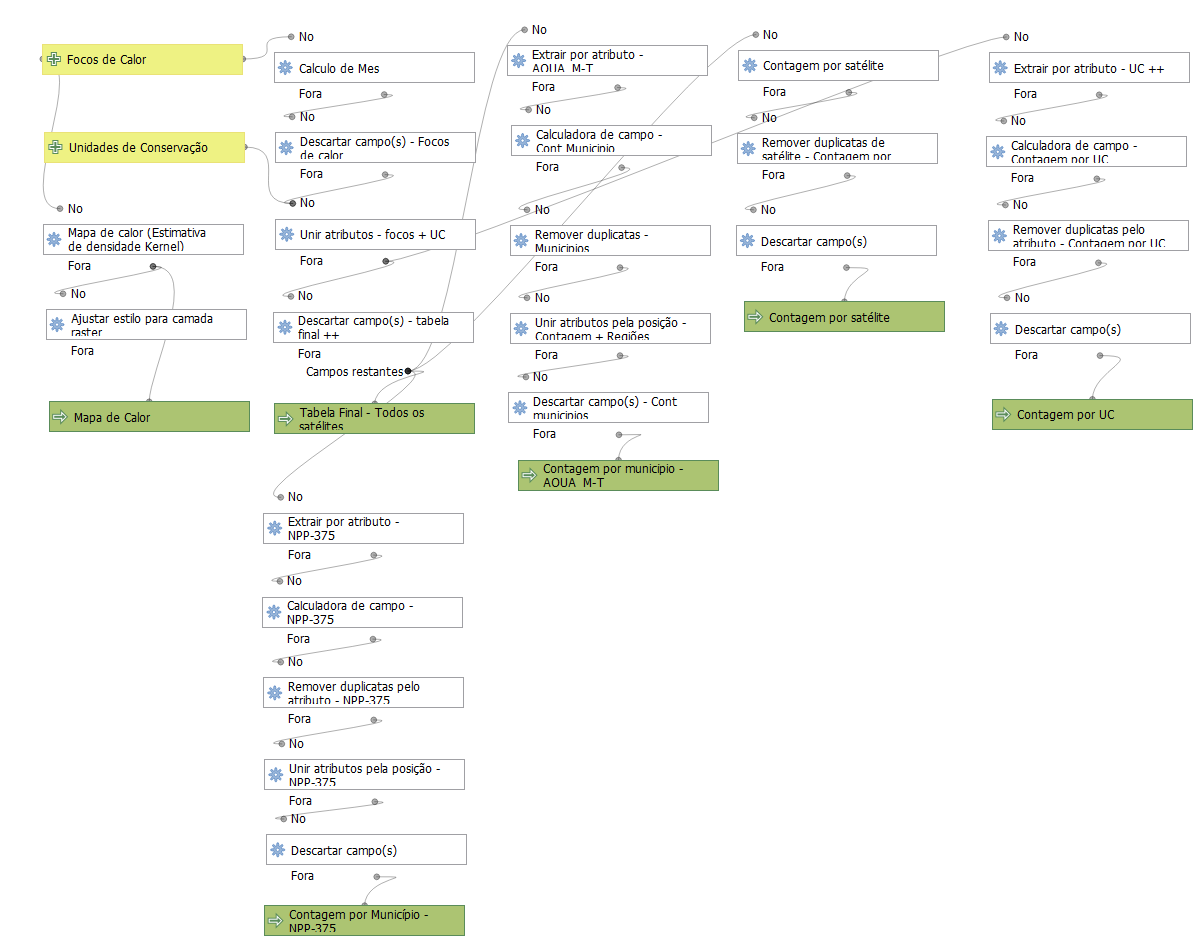 Focos de Calor
Unidades de Conservação
No
Mapa de calor (Estimativa
de densidade Kernel)
Fora
No
Ajustar estilo para camada
raster
Fora
Mapa de Calor
No
Calculo de Mes
Fora
No
Descartar campo(s) - Focos
de calor
Fora
No
Unir atributos - focos + UC
Fora
No
Descartar campo(s) - tabela
final ++
Fora
Campos restantes
Tabela Final - Todos os
satélites
No
Extrair por atributo -
NPP-375
Fora
No
Calculadora de campo -
NPP-375
Fora
No
Remover duplicatas pelo
atributo - NPP-375
Fora
No
Unir atributos pela posição -
NPP-375
Fora
No
Descartar campo(s)
Fora
Contagem por Município -
NPP-375
No
Extrair por atributo -
AQUA_M-T
Fora
No
Calculadora de campo -
Cont Municipio
Fora
No
Remover duplicatas -
Municipios
Fora
No
Unir atributos pela posição -
Contagem + Regiões
Fora
No
Descartar campo(s) - Cont
municipios
Fora
Contagem por municipio -
AQUA_M-T
No
Contagem por satélite
Fora
No
Remover duplicatas de
satélite - Contagem por
Fora
No
Descartar campo(s)
Fora
Contagem por satélite
No
Extrair por atributo - UC ++
Fora
No
Calculadora de campo -
Contagem por UC
Fora
No
Remover duplicatas pelo
atributo - Contagem por UC
Fora
No
Descartar campo(s)
Fora
Contagem por UC